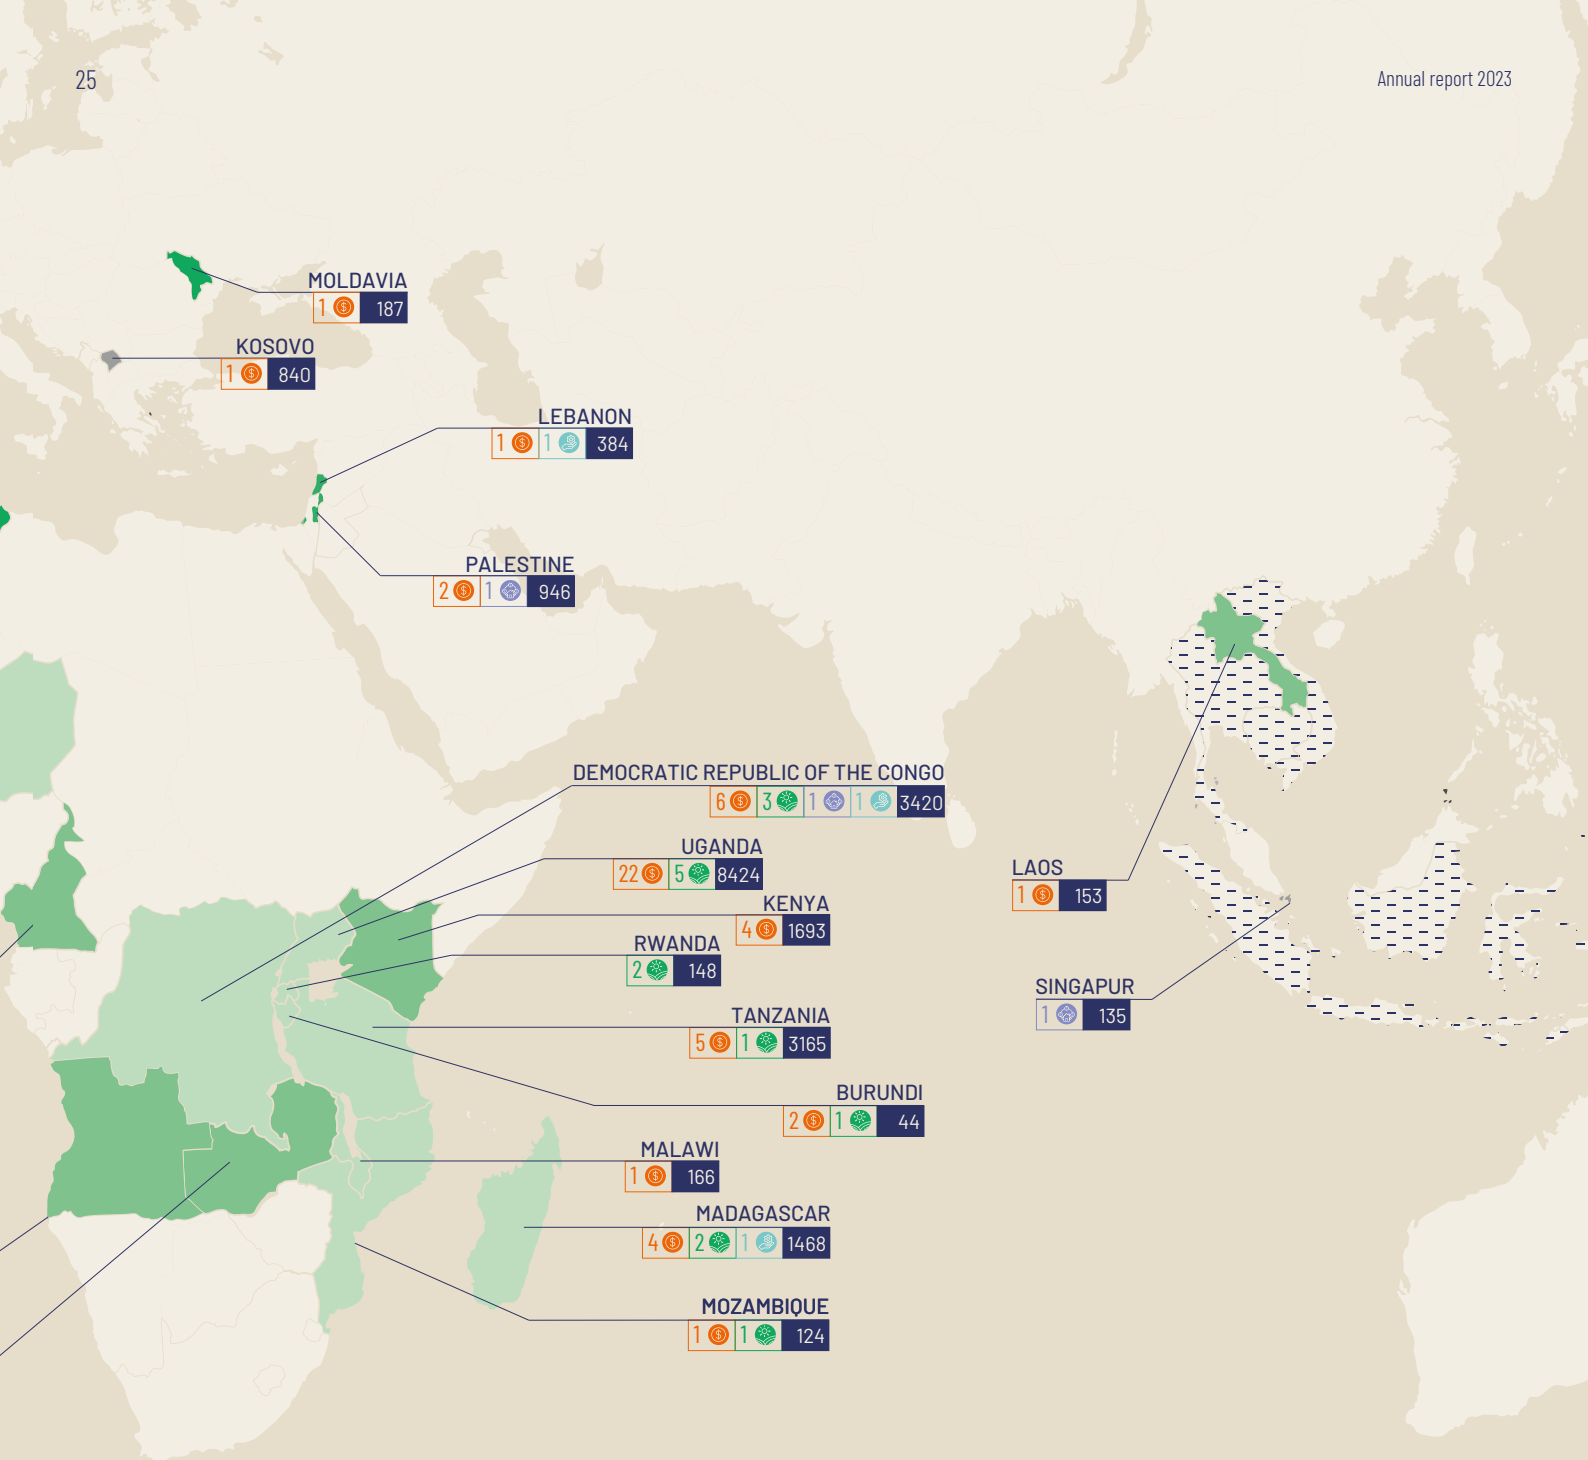 25
Annual report 2023
MOLDAVIA
1 187
KOSOVO
1 840
LEBANON
1 1 384
PALESTINE
2 1 946
DEMOCRATIC REPUBLIC OF THE CONGO
6 3 1 1 3420
UGANDA
22 5 8424
KENYA
4 1693
RWANDA
2 148
TANZANIA
5 1 3165
BURUNDI
2 1 44
MALAWI
1 166
MADAGASCAR
4 2 1 1468
MOZAMBIQUE
1 1 124
LAOS
1 153
SINGAPUR
1 135